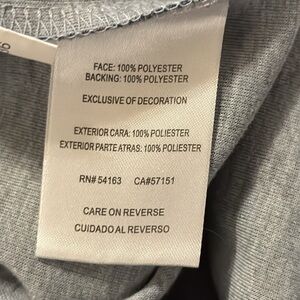 FACE: 100% POLYESTER
BACKING: 100% POLYESTER
EXCLUSIVE OF DECORATION
EXTERIOR CARA: 100% POLIESTER
EXTERIOR PARTE ATRAS: 100% POLIESTER
RN# 54163 CA#57151
CARE ON REVERSE
CUIDADO AL REVERSO